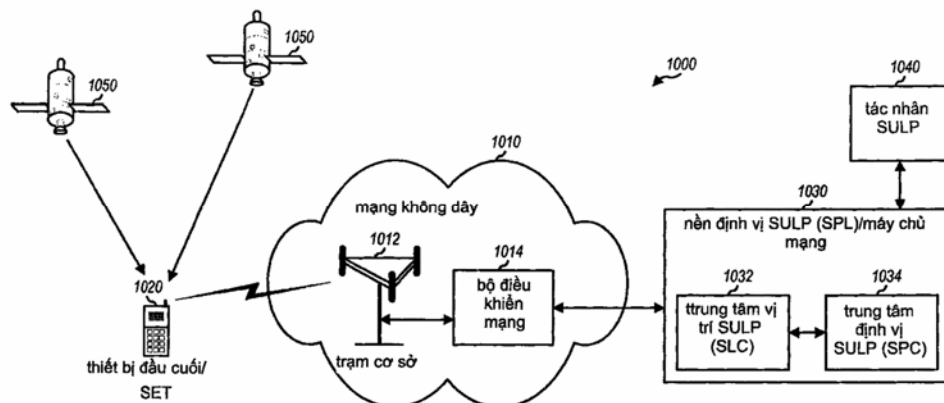 1050
1050
1000
1040
tác nhân
SULP
1010
mạng không dây
1012
1014
bộ điều
khiển
mạng
trạm cơ sở
1020
thiết bị đầu cuối/
SET
1030
nền định vị SULP (SPL)/máy chủ
mạng
1032
ttrung tâm vị
trí SULP
(SLC)
1034
trung tâm
định vị
SULP (SPC)